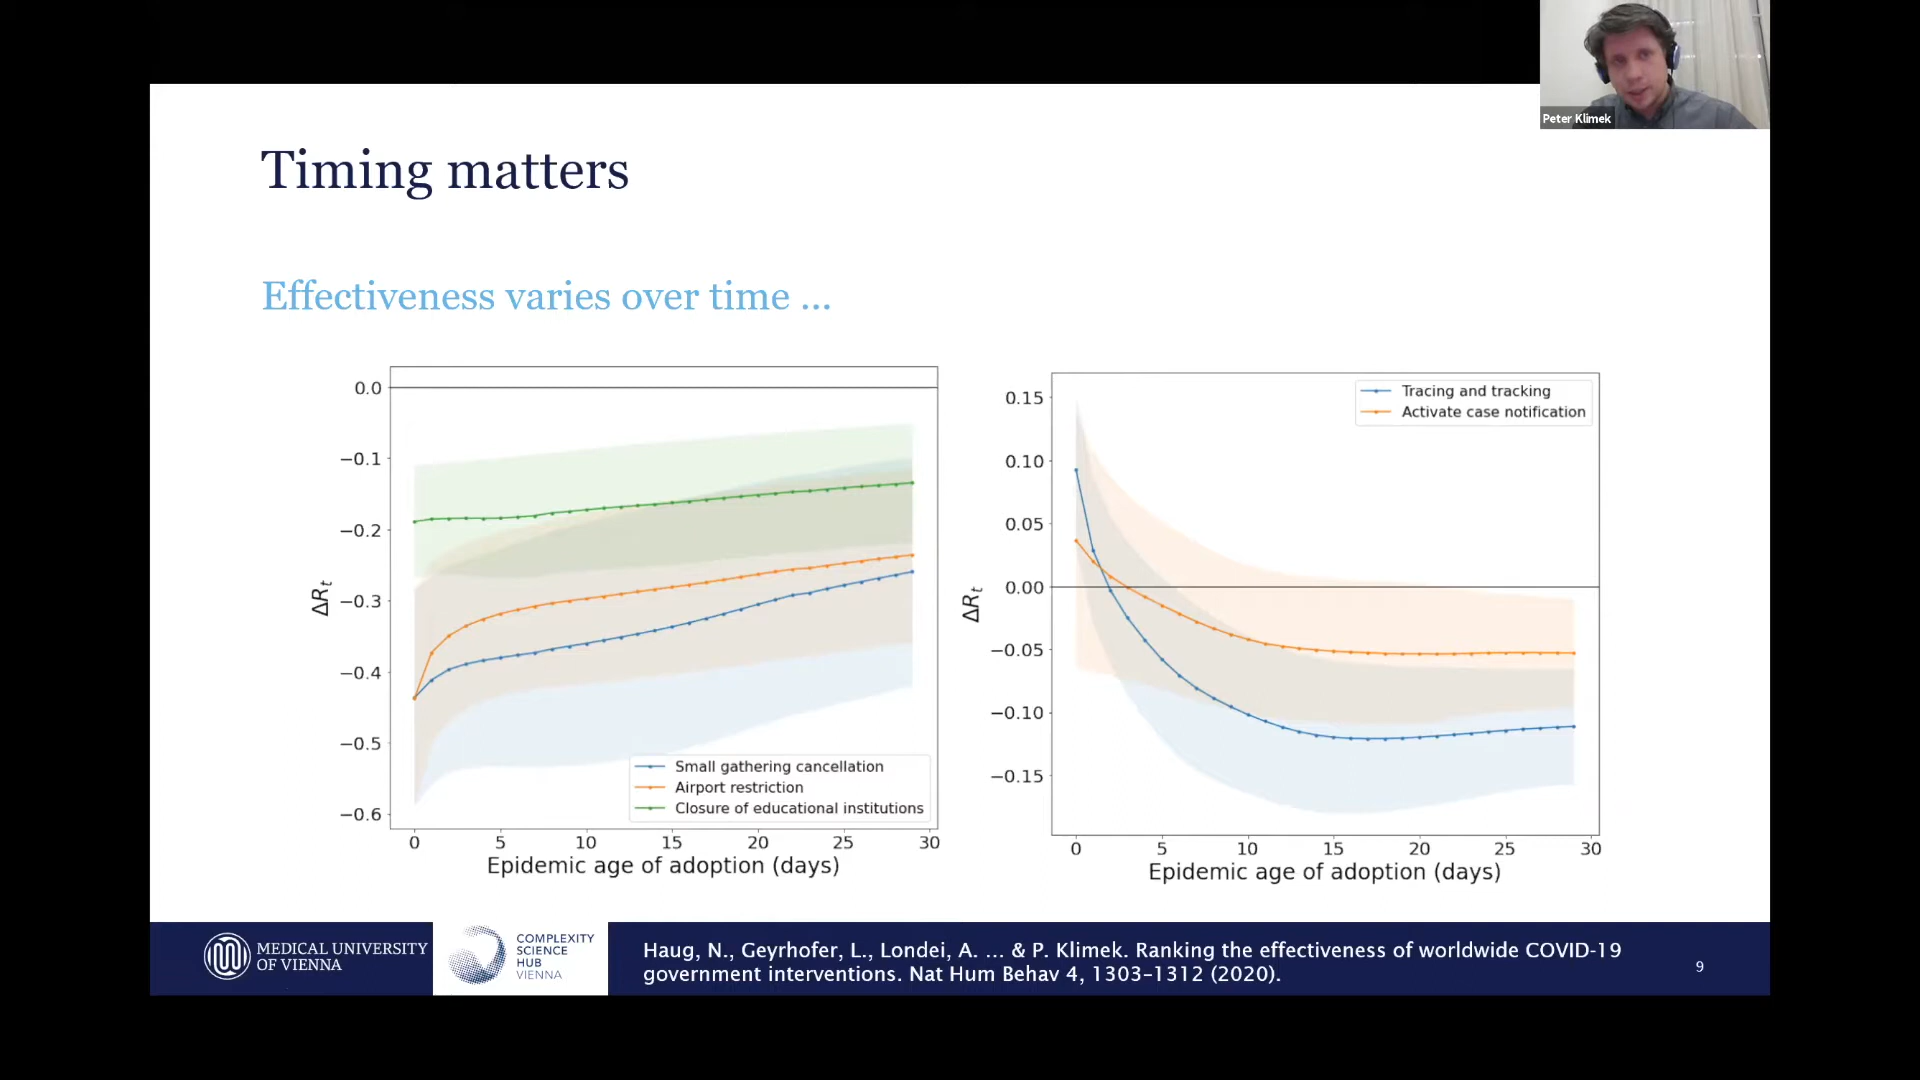 Peter Klimek
Timing matters
Effectiveness varies over time ...
0.0
−0.1
−0.2
−0.3
−0.4
−0.5
−0.6
ΔRt
Small gathering cancellation
Airport restriction
Closure of educational institutions
0 5 10 15 20 25 30
Epidemic age of adoption (days)
0.15
0.10
0.05
0.00
−0.05
−0.10
−0.15
ΔRt
Tracing and tracking
Activate case notification
0 5 10 15 20 25 30
Epidemic age of adoption (days)
MEDICAL UNIVERSITY
OF VIENNA
COMPLEXITY
SCIENCE
HUB
VIENNA
Haug, N., Geyrhofer, L., Londei, A. ... & P. Klimek. Ranking the effectiveness of worldwide COVID-19
government interventions. Nat Hum Behav 4, 1303–1312 (2020).
9